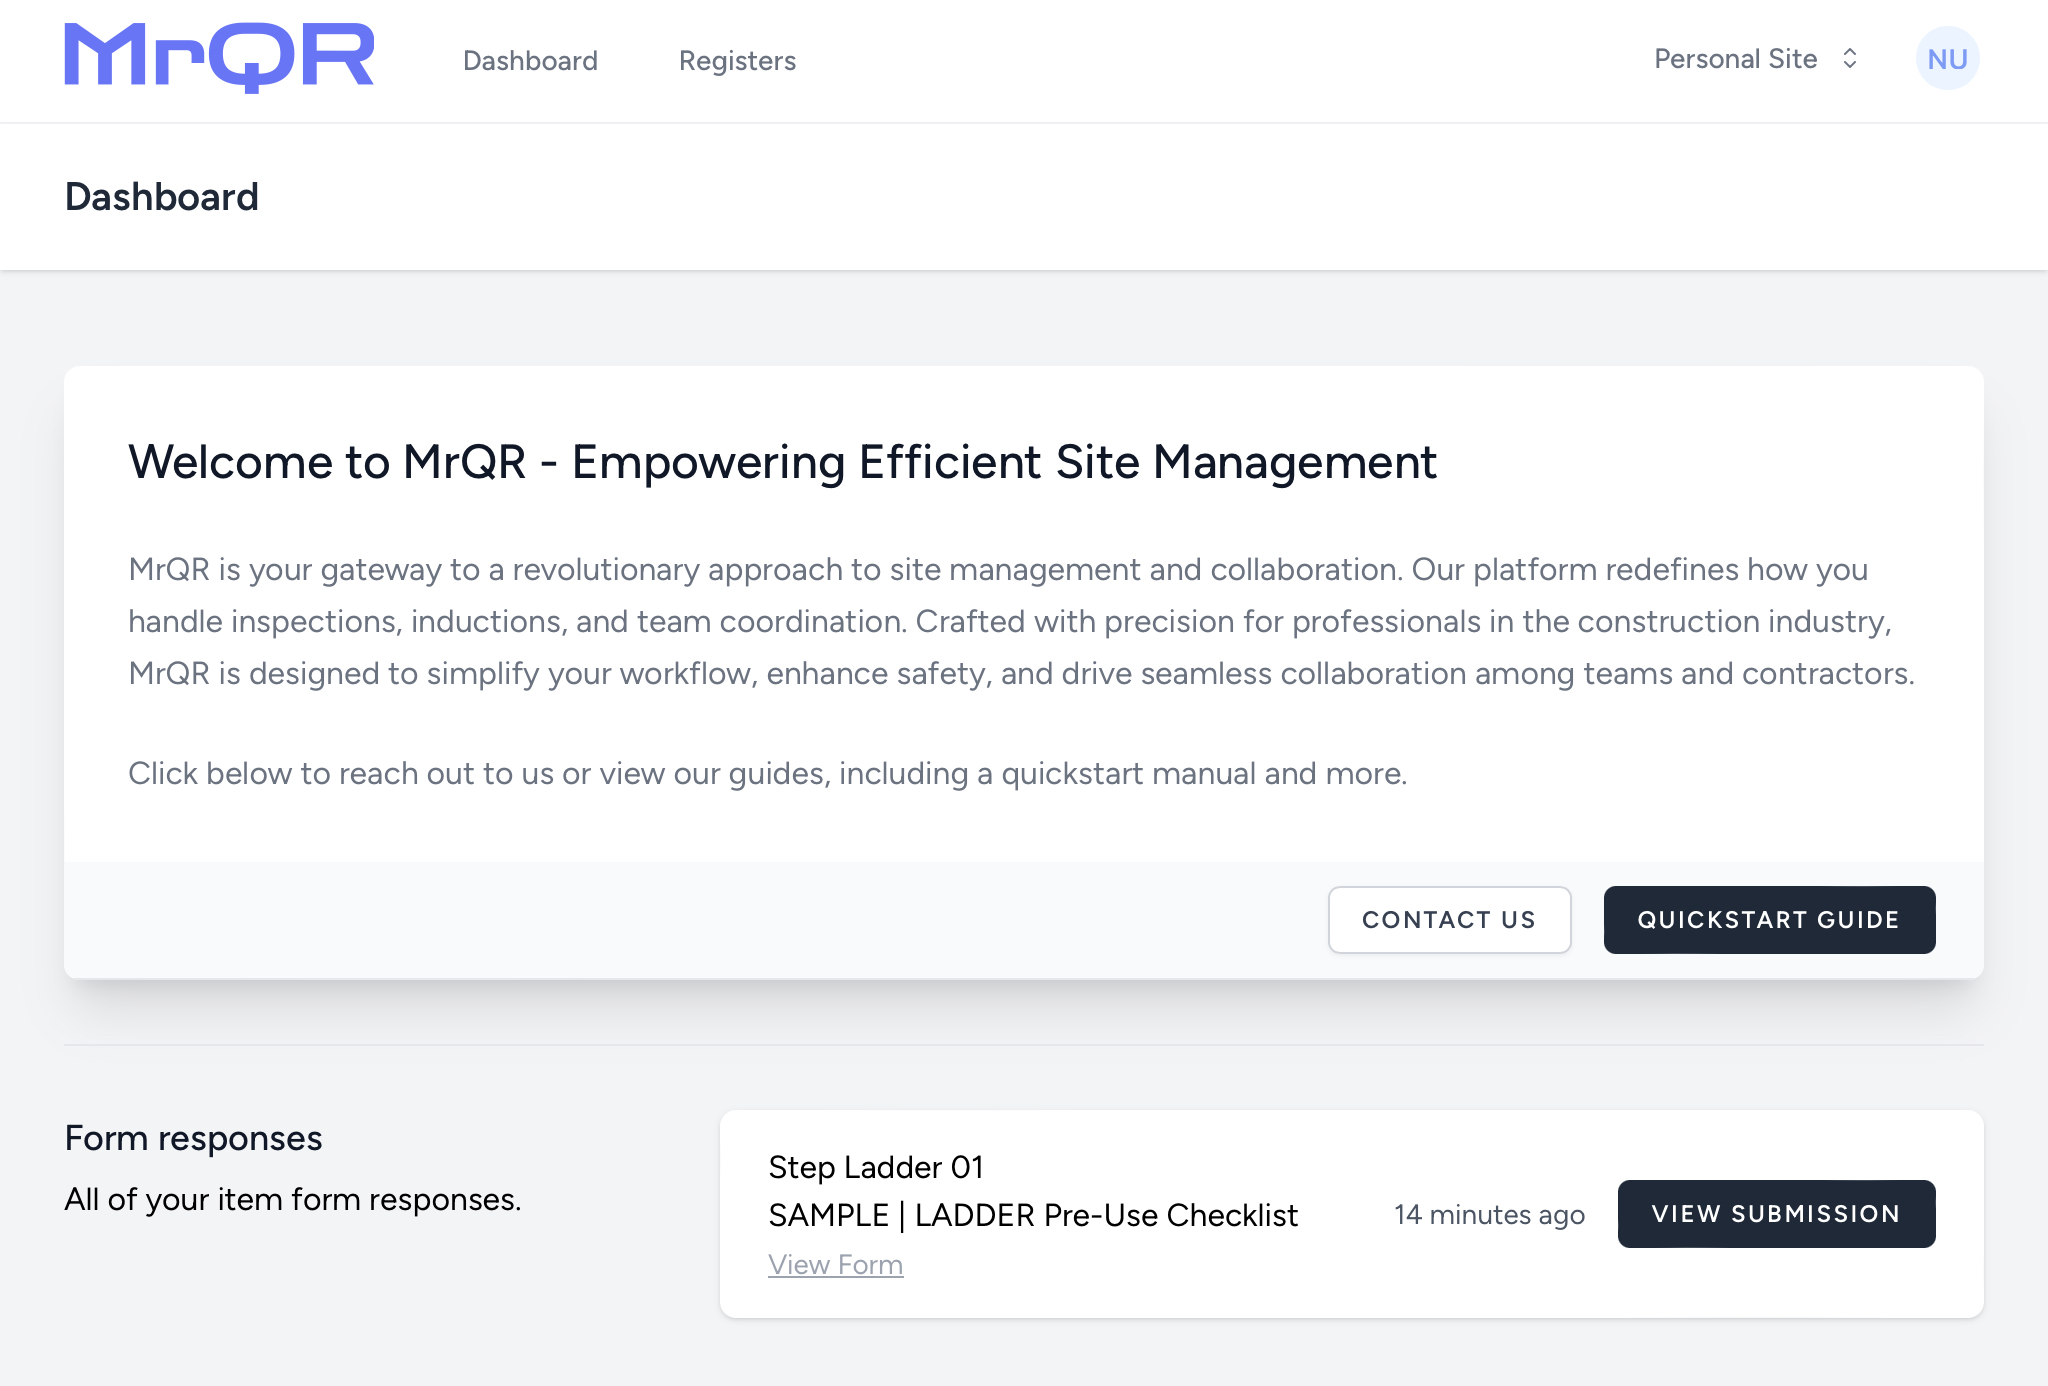 MrQR
Dashboard
Registers
Personal Site
NU
Dashboard
Welcome to MrQR - Empowering Efficient Site Management
MrQR is your gateway to a revolutionary approach to site management and collaboration. Our platform redefines how you
handle inspections, inductions, and team coordination. Crafted with precision for professionals in the construction industry,
MrQR is designed to simplify your workflow, enhance safety, and drive seamless collaboration among teams and contractors.
Click below to reach out to us or view our guides, including a quickstart manual and more.
CONTACT US
QUICKSTART GUIDE
Form responses
All of your item form responses.
Step Ladder 01
SAMPLE | LADDER Pre-Use Checklist
View Form
14 minutes ago
VIEW SUBMISSION